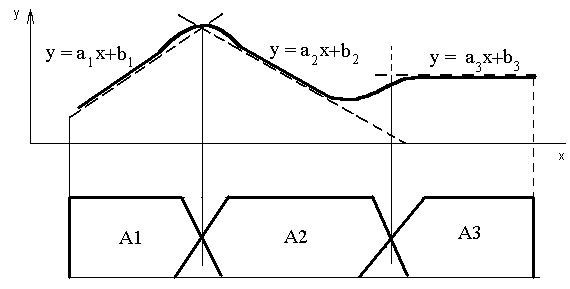 y
y = a₁x+b₁
y = a₂x+b₂
y = a₃x+b₃
x
A1
A2
A3